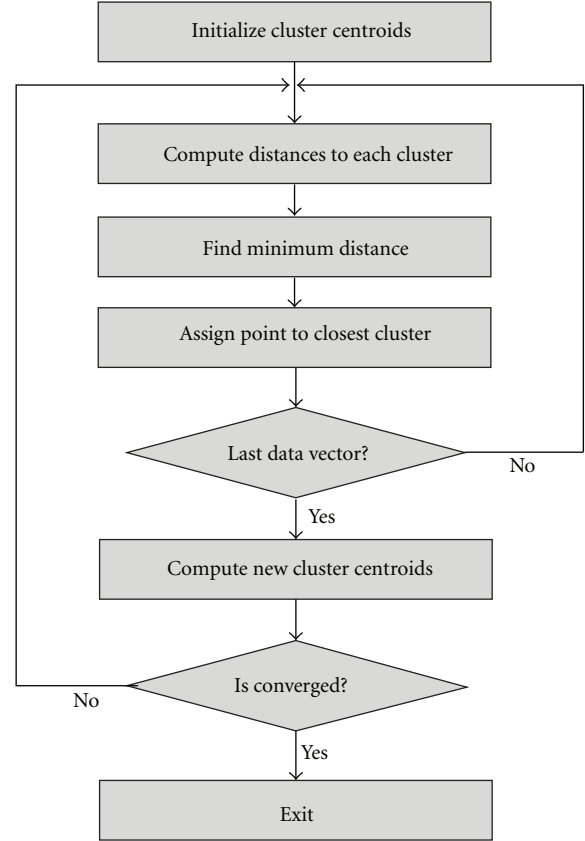 Initialize cluster centroids
Compute distances to each cluster
Find minimum distance
Assign point to closest cluster
Last data vector?
No
Yes
Compute new cluster centroids
Is converged?
No
Yes
Exit